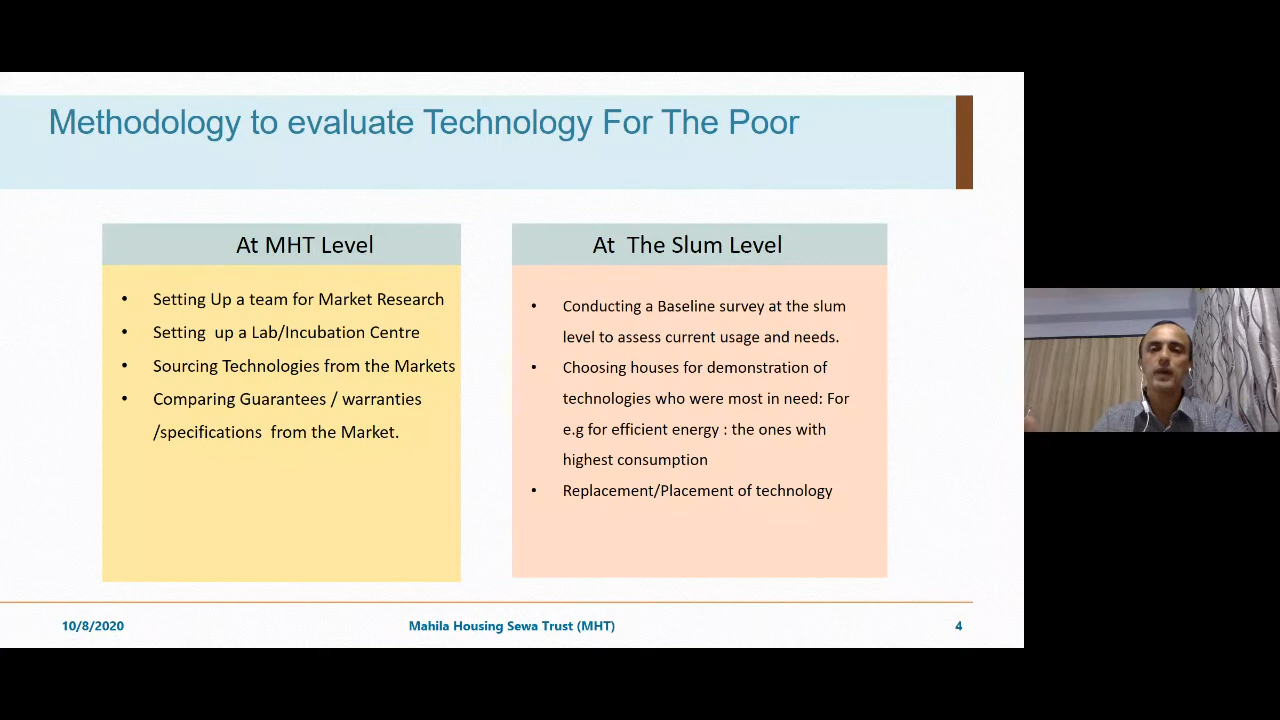 Methodology to evaluate Technology For The Poor
At MHT Level
• Setting Up a team for Market Research
• Setting up a Lab/Incubation Centre
• Sourcing Technologies from the Markets
• Comparing Guarantees / warranties
/specifications from the Market.
At The Slum Level
• Conducting a Baseline survey at the slum
level to assess current usage and needs.
• Choosing houses for demonstration of
technologies who were most in need: For
e.g for efficient energy : the ones with
highest consumption
• Replacement/Placement of technology
10/8/2020
Mahila Housing Sewa Trust (MHT)
4